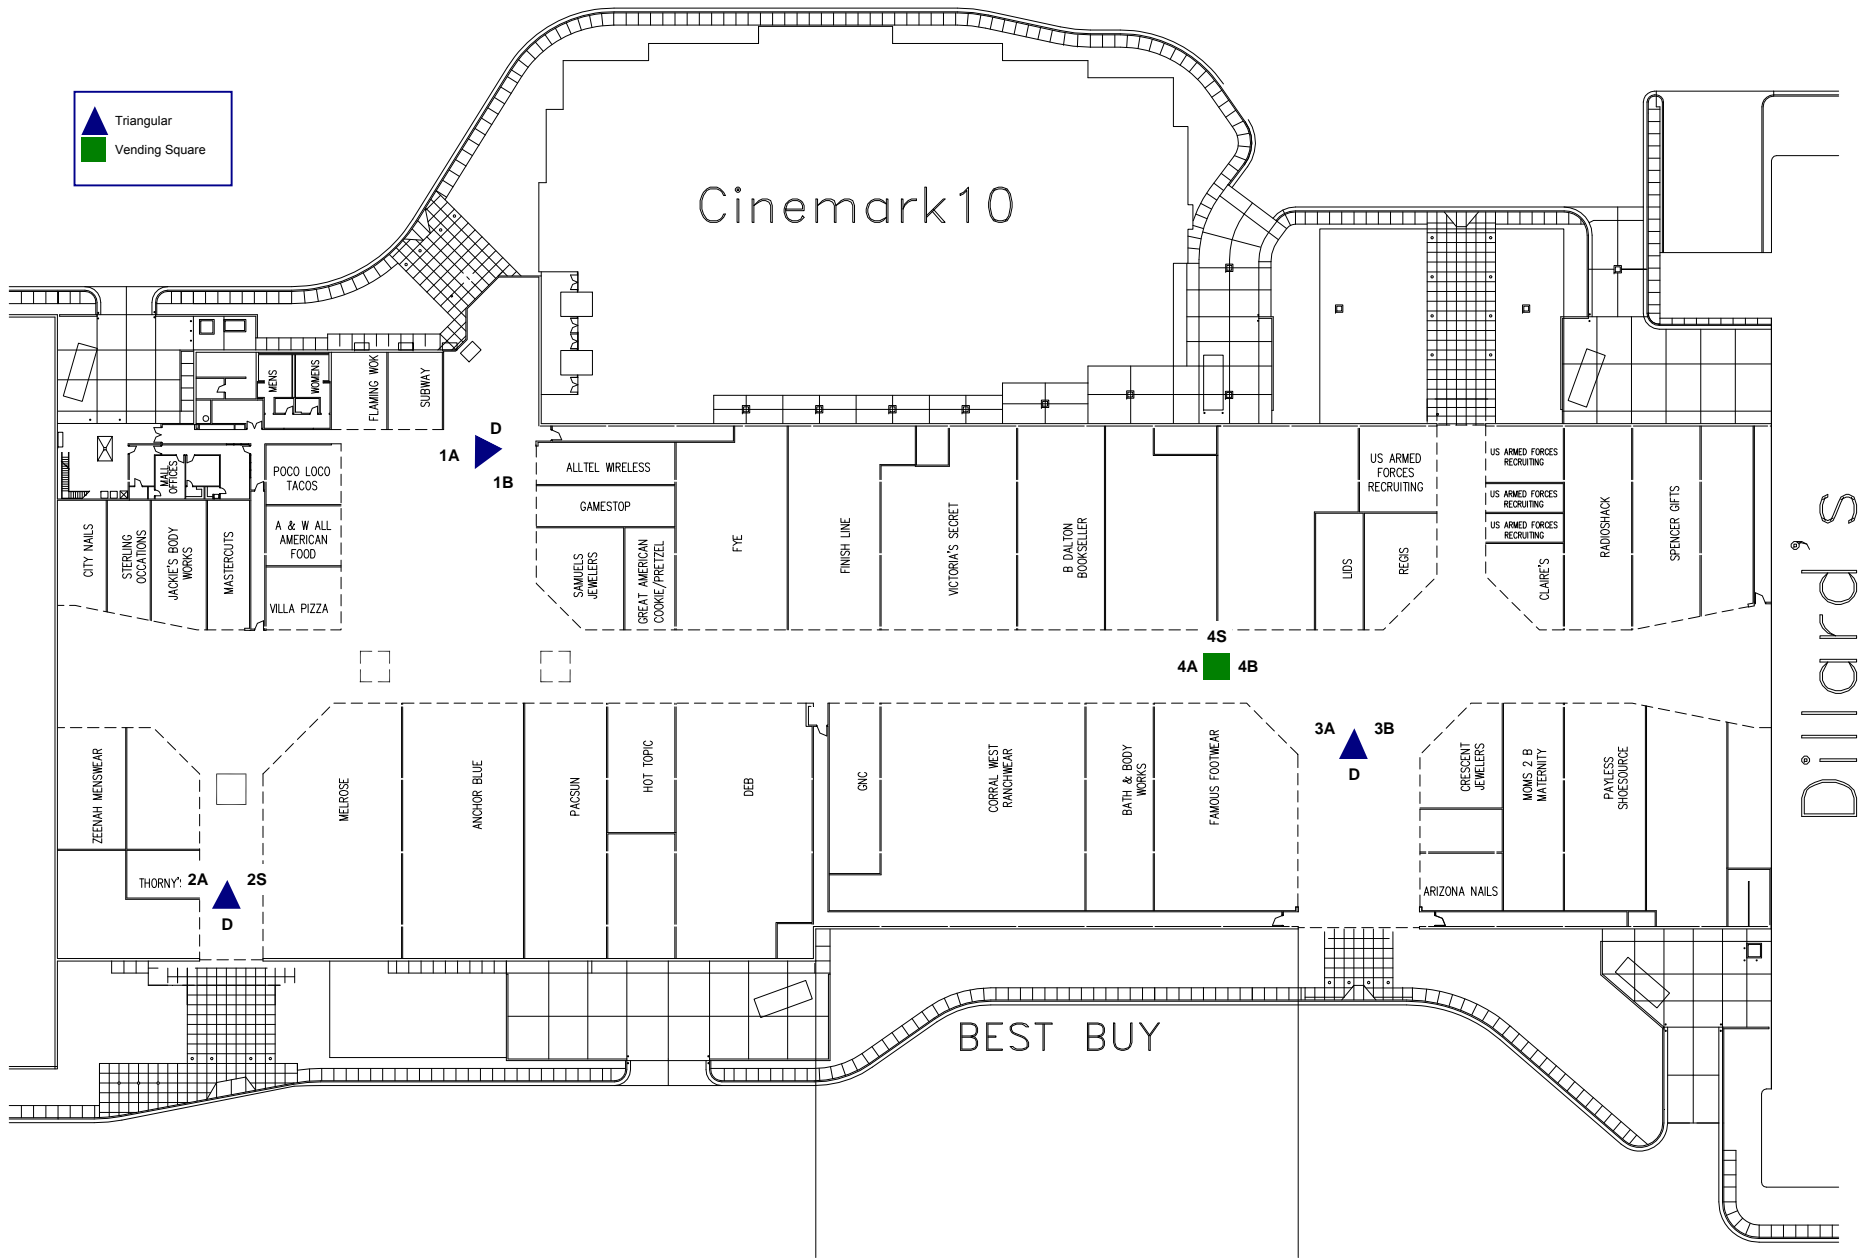 Triangular
Vending Square
Cinemark10
MENS
WOMENS
FLAMING WOK
SUBWAY
D
1A
1B
MALL
OFFICES
POCO LOCO
TACOS
A & W ALL
AMERICAN
FOOD
VILLA PIZZA
CITY NAILS
STERLING
OCCATIONS
JACKIE'S BODY
WORKS
MASTERCUTS
ALLTEL WIRELESS
GAMESTOP
SAMUELS
JEWELERS
GREAT AMERICAN
COOKIE/PRETZEL
FYE
FINISH LINE
VICTORIA'S SECRET
B DALTON
BOOKSELLER
US ARMED
FORCES
RECRUITING
LIDS
REGIS
US ARMED FORCES
RECRUITING
US ARMED FORCES
RECRUITING
US ARMED FORCES
RECRUITING
CLAIRE'S
RADIOSHACK
SPENCER GIFTS
Dillard's
4S
4A
4B
ZEENAH MENSWEAR
THORNY'
2A
2S
D
MELROSE
ANCHOR BLUE
PACSUN
HOT TOPIC
DEB
GNC
CORRAL WEST
RANCHWEAR
BATH & BODY
WORKS
FAMOUS FOOTWEAR
3A
3B
D
CRESCENT
JEWELERS
ARIZONA NAILS
MOMS 2 B
MATERNITY
PAYLESS
SHOESOURCE
BEST BUY